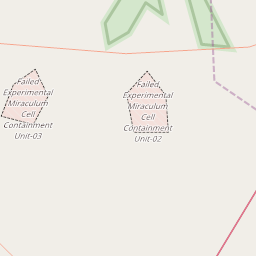 Failed
Experimental
Miraculum
Cell
Containment
Unit-03
Failed
Experimental
Miraculum
Cell
Containment
Unit-02